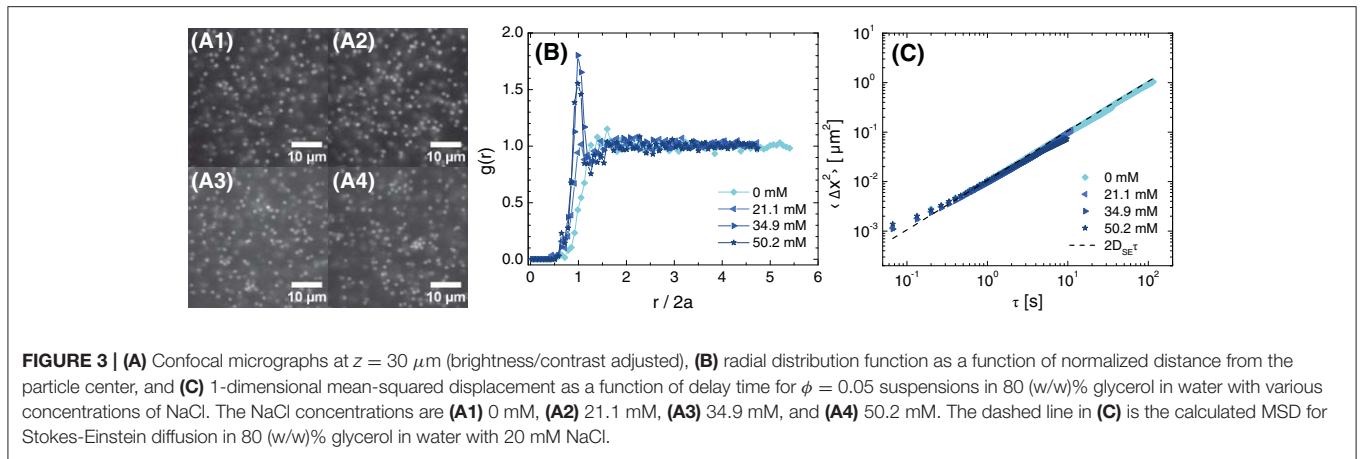 (A1)
(A2)
10 µm
10 µm
(A3)
(A4)
10 µm
10 µm
(B)
g(r)
2.0
1.5
1.0
0.5
0.0
0 mM
21.1 mM
34.9 mM
50.2 mM
0 1 2 3 4 5 6
r / 2a
(C)
⟨ Δx²⟩ [ µm²]
10⁰
10⁻¹
10⁻²
10⁻³
0 mM
21.1 mM
34.9 mM
50.2 mM
2D_SE τ
10⁻¹ 10⁰ 10¹ 10²
τ [s]
FIGURE 3 | (A) Confocal micrographs at z = 30 µm (brightness/contrast adjusted), (B) radial distribution function as a function of normalized distance from the
particle center, and (C) 1-dimensional mean-squared displacement as a function of delay time for ϕ = 0.05 suspensions in 80 (w/w)% glycerol in water with various
concentrations of NaCl. The NaCl concentrations are (A1) 0 mM, (A2) 21.1 mM, (A3) 34.9 mM, and (A4) 50.2 mM. The dashed line in (C) is the calculated MSD for
Stokes-Einstein diffusion in 80 (w/w)% glycerol in water with 20 mM NaCl.